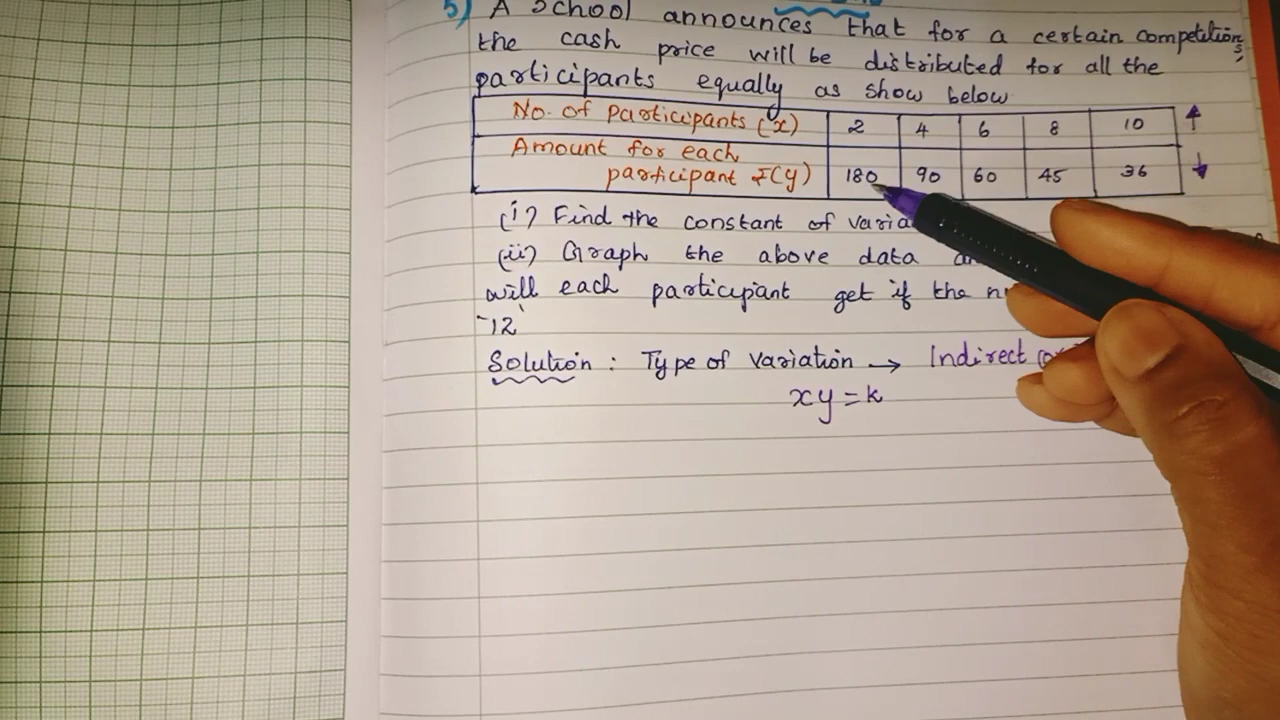 5) A School announces that for a certain competitions,
the cash price will be distributed for all the
participants equally as show below
No. of participants (x) 2 4 6 8 10
Amount for each
participant ₹(y) 180 90 60 45 36
(i) Find the constant of
(ii) Graph the above data
will each participant get if the
12
Solution : Type of variation → Indirect
xy = k